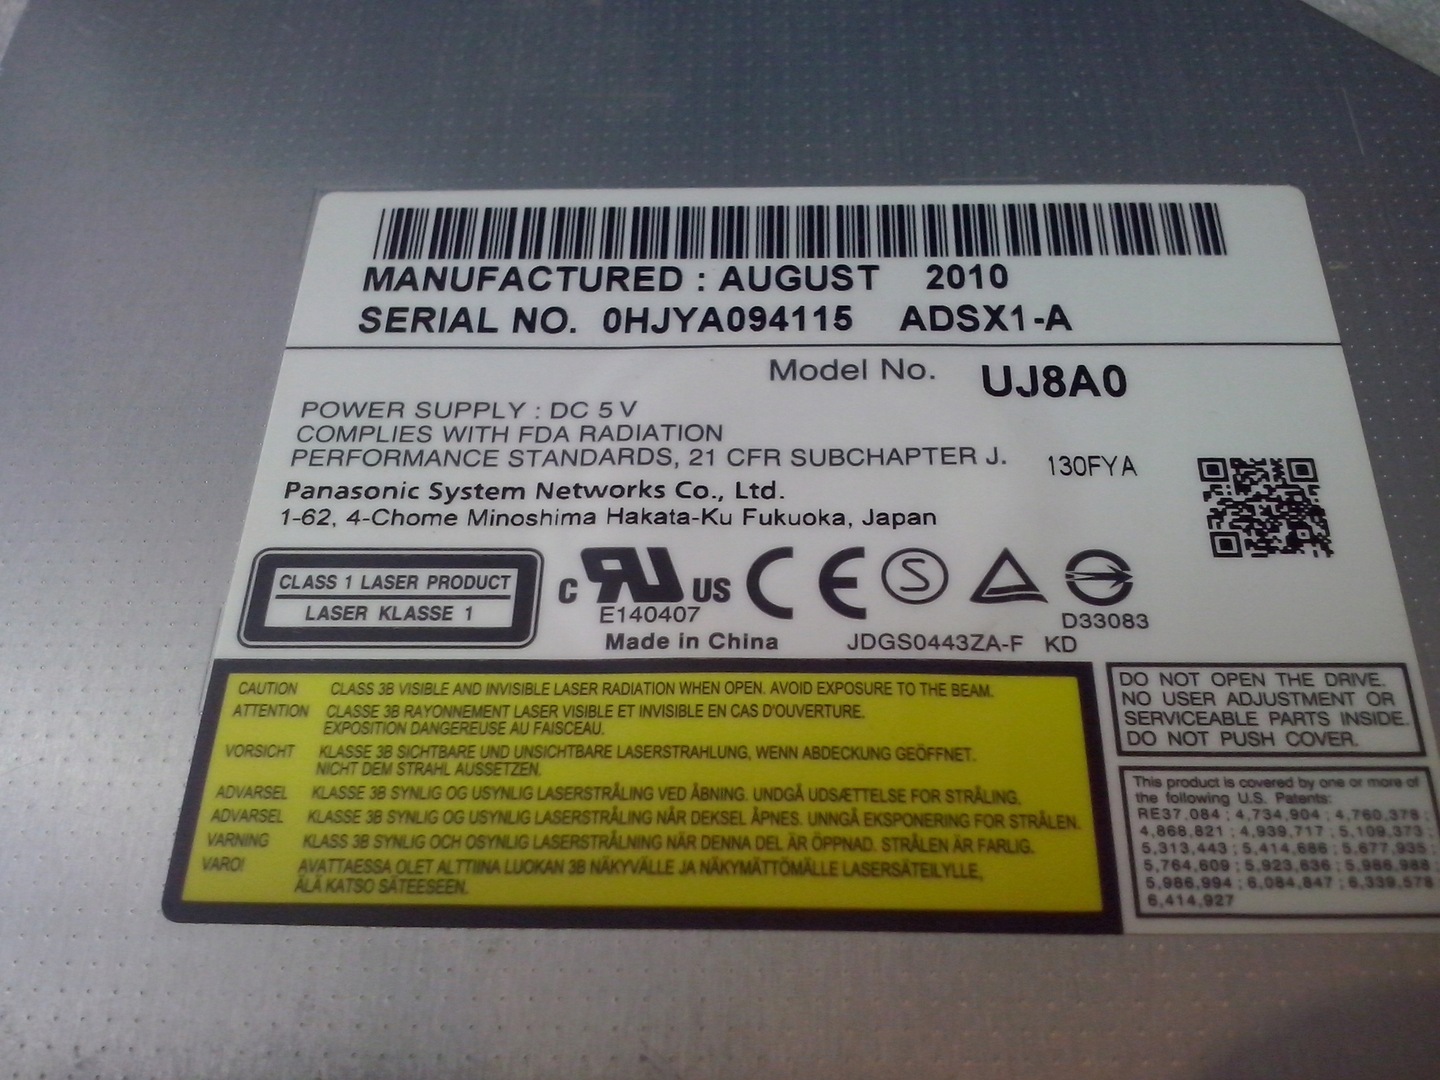 MANUFACTURED : AUGUST 2010
SERIAL NO. 0HJYA094115 ADSX1-A
Model No. UJ8A0
POWER SUPPLY : DC 5 V
COMPLIES WITH FDA RADIATION
PERFORMANCE STANDARDS, 21 CFR SUBCHAPTER J. 130FYA
Panasonic System Networks Co., Ltd.
1-62, 4-Chome Minoshima Hakata-Ku Fukuoka, Japan
CLASS 1 LASER PRODUCT
LASER KLASSE 1
C RU US CE S
E140407
D33083
Made in China JDGS0443ZA-F KD
CAUTION CLASS 3B VISIBLE AND INVISIBLE LASER RADIATION WHEN OPEN. AVOID EXPOSURE TO THE BEAM.
ATTENTION CLASSE 3B RAYONNEMENT LASER VISIBLE ET INVISIBLE EN CAS D'OUVERTURE.
EXPOSITION DANGEREUSE AU FAISCEAU.
VORSICHT KLASSE 3B SICHTBARE UND UNSICHTBARE LASERSTRAHLUNG, WENN ABDECKUNG GEÖFFNET.
NICHT DEM STRAHL AUSSETZEN.
ADVARSEL KLASSE 3B SYNLIG OG USYNLIG LASERSTRÅLING VED ÅBNING. UNDGÅ UDSÆTTELSE FOR STRÅLING.
ADVARSEL KLASSE 3B SYNLIG OG USYNLIG LASERSTRÅLING NÅR DEKSEL ÅPNES. UNNGÅ EKSPONERING FOR STRÅLEN.
VARNING KLASS 3B SYNLIG OCH OSYNLIG LASERSTRÅLNING NÄR DENNA DEL ÄR ÖPPNAD. STRÅLEN ÄR FARLIG.
VARO! AVATTAESSA OLET ALTTIINA LUOKAN 3B NÄKYVÄLLE JA NÄKYMÄTTÖMÄLLE LASERSÄTEILYLLE,
ÄLÄ KATSO SÄTEESEEN.
DO NOT OPEN THE DRIVE.
NO USER ADJUSTMENT OR
SERVICEABLE PARTS INSIDE.
DO NOT PUSH COVER.
This product is covered by one or more of
the following U.S. Patents:
RE37,084 ; 4,734,904 ; 4,760,378 ;
4,868,821 ; 4,939,717 ; 5,109,373 ;
5,313,443 ; 5,414,686 ; 5,677,935 ;
5,764,609 ; 5,923,636 ; 5,986,988 ;
5,986,994 ; 6,084,847 ; 6,339,578 ;
6,414,927